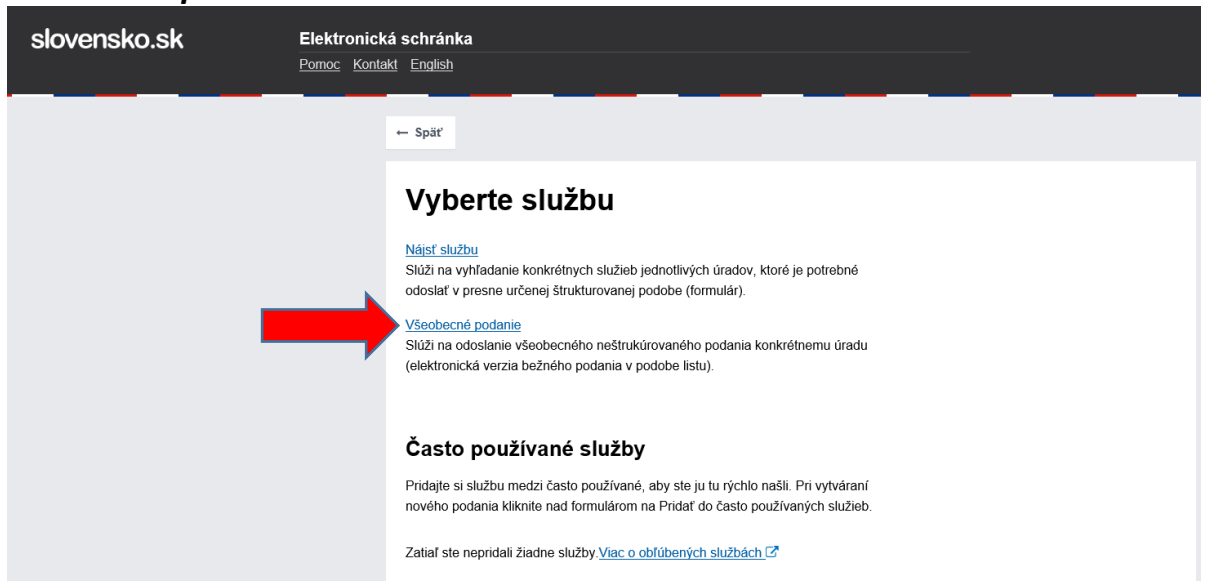 slovensko.sk
Elektronická schránka
Pomoc Kontakt English
← Späť
Vyberte službu
Nájsť službu
Slúži na vyhľadanie konkrétnych služieb jednotlivých úradov, ktoré je potrebné
odoslať v presne určenej štrukturovanej podobe (formulár).
Všeobecné podanie
Slúži na odoslanie všeobecného neštrukúrovaného podania konkrétnemu úradu
(elektronická verzia bežného podania v podobe listu).
Často používané služby
Pridajte si službu medzi často používané, aby ste ju tu rýchlo našli. Pri vytváraní
nového podania kliknite nad formulárom na Pridať do často používaných služieb.
Zatiaľ ste nepridali žiadne služby.Viac o obľúbených službách